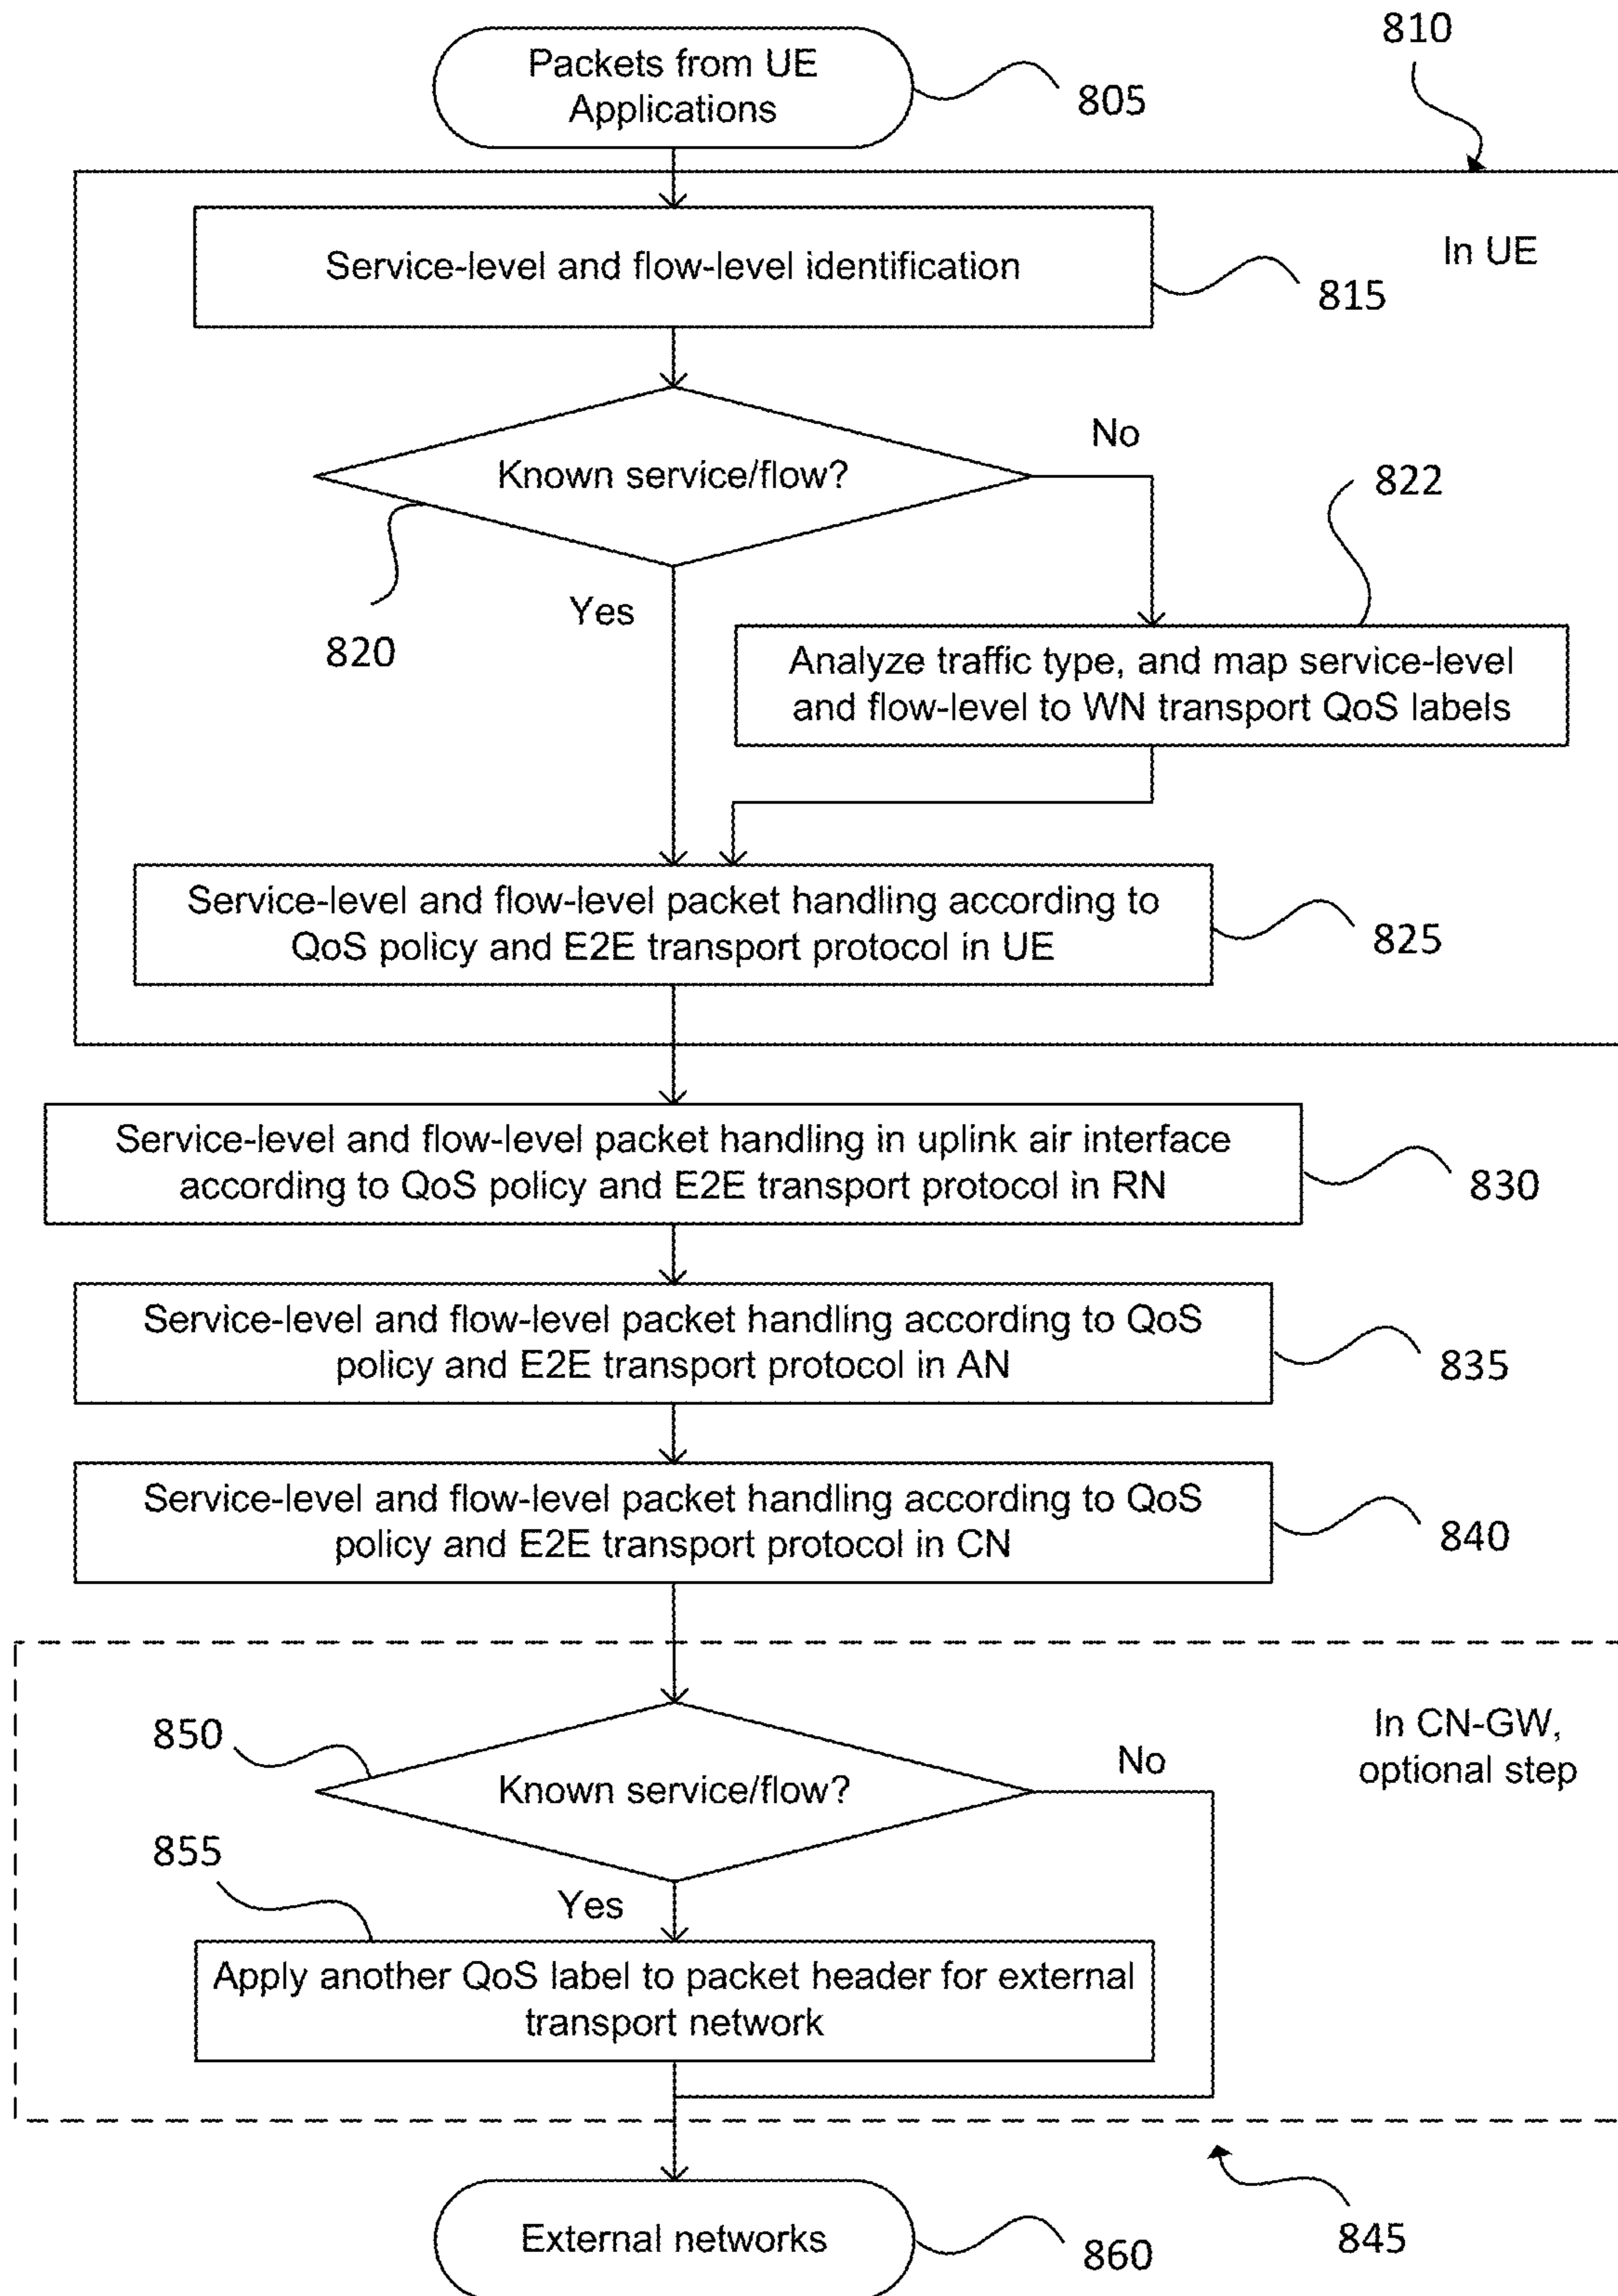 810
Packets from UE
Applications
805
In UE
Service-level and flow-level identification
815
No
Known service/flow?
822
Yes
820
Analyze traffic type, and map service-level
and flow-level to WN transport QoS labels
Service-level and flow-level packet handling according to
QoS policy and E2E transport protocol in UE
825
Service-level and flow-level packet handling in uplink air interface
according to QoS policy and E2E transport protocol in RN
830
Service-level and flow-level packet handling according to QoS
policy and E2E transport protocol in AN
835
Service-level and flow-level packet handling according to QoS
policy and E2E transport protocol in CN
840
In CN-GW,
optional step
850
No
Known service/flow?
855
Yes
Apply another QoS label to packet header for external
transport network
External networks
860
845